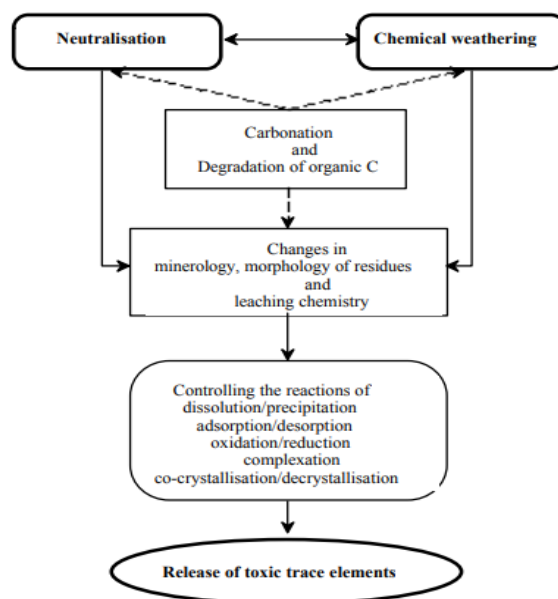 Neutralisation
Chemical weathering
Carbonation
and
Degradation of organic C
Changes in
minerology, morphology of residues
and
leaching chemistry
Controlling the reactions of
dissolution/precipitation
adsorption/desorption
oxidation/reduction
complexation
co-crystallisation/decrystallisation
Release of toxic trace elements